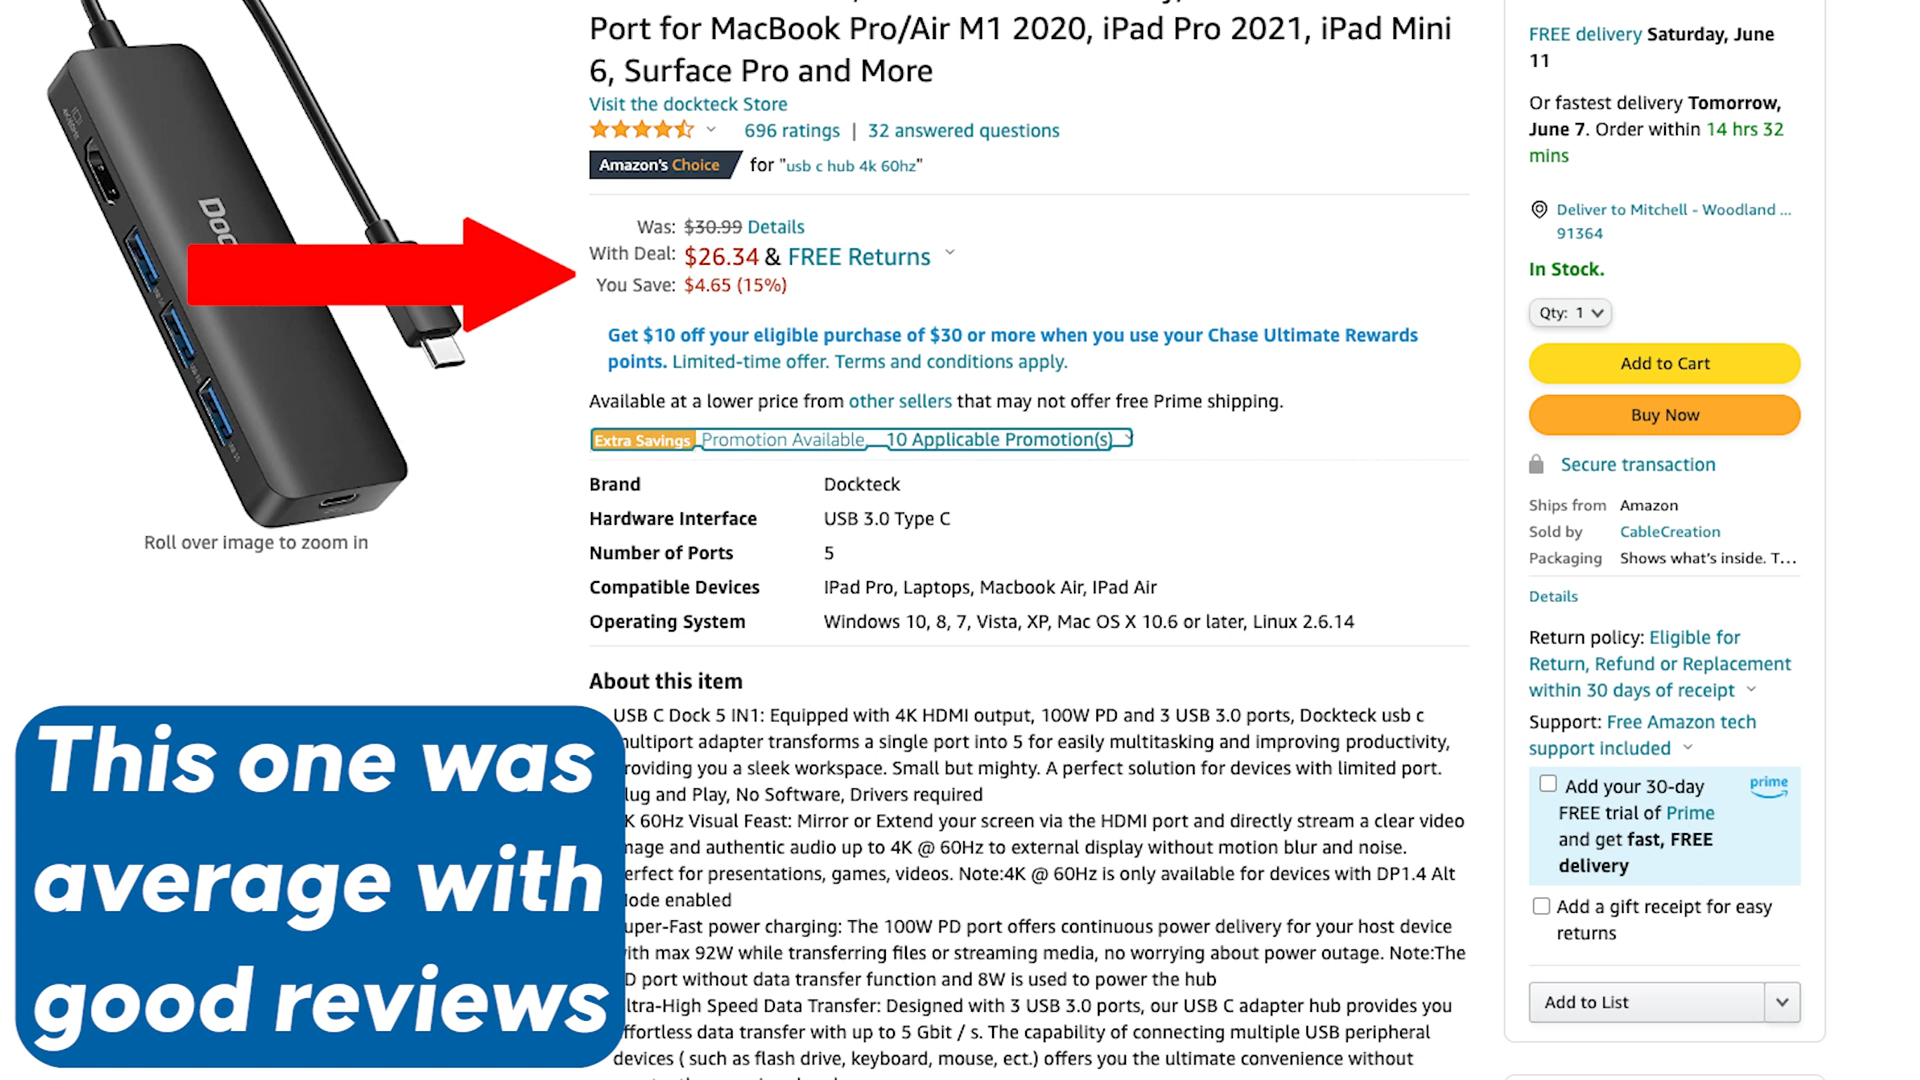 Port for MacBook Pro/Air M1 2020, iPad Pro 2021, iPad Mini
6, Surface Pro and More
Visit the dockteck Store
696 ratings | 32 answered questions
Amazon's Choice for "usb c hub 4k 60hz"
Was: $30.99 Details
With Deal: $26.34 & FREE Returns
You Save: $4.65 (15%)
Get $10 off your eligible purchase of $30 or more when you use your Chase Ultimate Rewards
points. Limited-time offer. Terms and conditions apply.
Available at a lower price from other sellers that may not offer free Prime shipping.
Extra Savings Promotion Available 10 Applicable Promotion(s)
Brand Dockteck
Hardware Interface USB 3.0 Type C
Number of Ports 5
Compatible Devices IPad Pro, Laptops, Macbook Air, IPad Air
Operating System Windows 10, 8, 7, Vista, XP, Mac OS X 10.6 or later, Linux 2.6.14
About this item
USB C Dock 5 IN1: Equipped with 4K HDMI output, 100W PD and 3 USB 3.0 ports, Dockteck usb c
ultiport adapter transforms a single port into 5 for easily multitasking and improving productivity,
roviding you a sleek workspace. Small but mighty. A perfect solution for devices with limited port.
lug and Play, No Software, Drivers required
K 60Hz Visual Feast: Mirror or Extend your screen via the HDMI port and directly stream a clear video
mage and authentic audio up to 4K @ 60Hz to external display without motion blur and noise.
erfect for presentations, games, videos. Note:4K @ 60Hz is only available for devices with DP1.4 Alt
lode enabled
uper-Fast power charging: The 100W PD port offers continuous power delivery for your host device
ith max 92W while transferring files or streaming media, no worrying about power outage. Note:The
D port without data transfer function and 8W is used to power the hub
ltra-High Speed Data Transfer: Designed with 3 USB 3.0 ports, our USB C adapter hub provides you
ffortless data transfer with up to 5 Gbit / s. The capability of connecting multiple USB peripheral
devices ( such as flash drive, keyboard, mouse, ect.) offers you the ultimate convenience without
Doc
Roll over image to zoom in
This one was
average with
good reviews
FREE delivery Saturday, June
11
Or fastest delivery Tomorrow,
June 7. Order within 14 hrs 32
mins
Deliver to Mitchell - Woodland ...
91364
In Stock.
Qty: 1
Add to Cart
Buy Now
Secure transaction
Ships from Amazon
Sold by CableCreation
Packaging Shows what's inside. T...
Details
Return policy: Eligible for
Return, Refund or Replacement
within 30 days of receipt
Support: Free Amazon tech
support included
Add your 30-day prime
FREE trial of Prime
and get fast, FREE
delivery
Add a gift receipt for easy
returns
Add to List